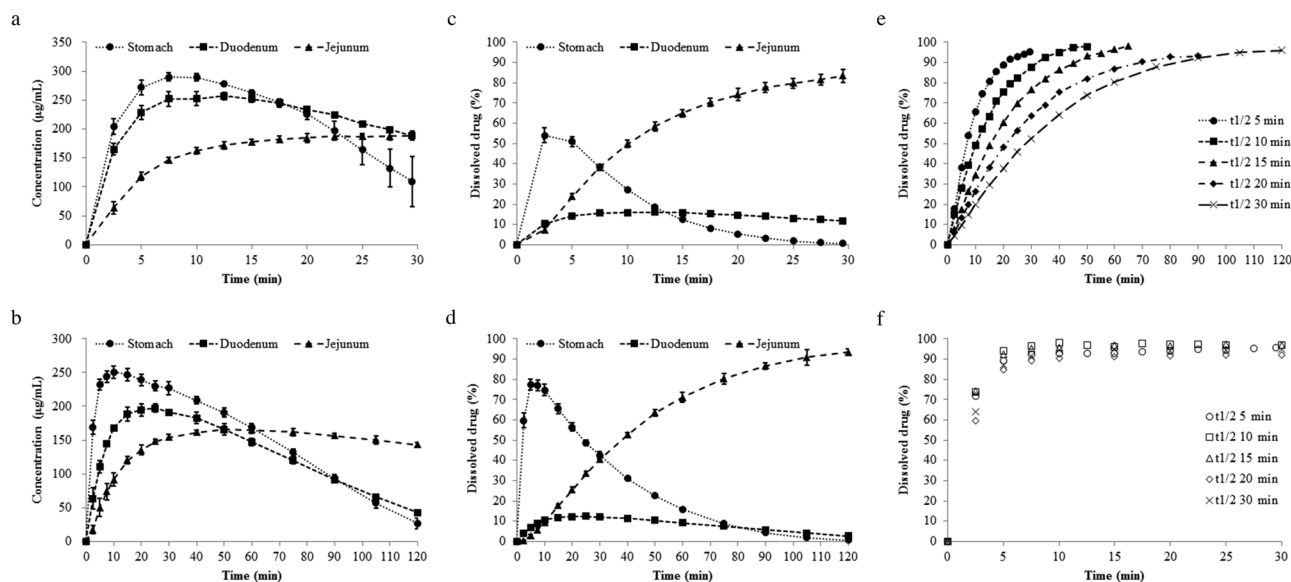 a
350
300
250
200
150
100
50
0
Concentration (µg/mL)
Stomach Duodenum Jejunum
0 5 10 15 20 25 30
Time (min)
b
300
250
200
150
100
50
0
Concentration (µg/mL)
Stomach Duodenum Jejunum
0 10 20 30 40 50 60 70 80 90 100 110 120
Time (min)
c
100
90
80
70
60
50
40
30
20
10
0
Dissolved drug (%)
Stomach Duodenum Jejunum
0 5 10 15 20 25 30
Time (min)
d
100
90
80
70
60
50
40
30
20
10
0
Dissolved drug (%)
Stomach Duodenum Jejunum
0 10 20 30 40 50 60 70 80 90 100 110 120
Time (min)
e
100
90
80
70
60
50
40
30
20
10
0
Dissolved drug (%)
t1/2 5 min
t1/2 10 min
t1/2 15 min
t1/2 20 min
t1/2 30 min
0 10 20 30 40 50 60 70 80 90 100 110 120
Time (min)
f
100
90
80
70
60
50
40
30
20
10
0
Dissolved drug (%)
t1/2 5 min
t1/2 10 min
t1/2 15 min
t1/2 20 min
t1/2 30 min
0 5 10 15 20 25 30
Time (min)